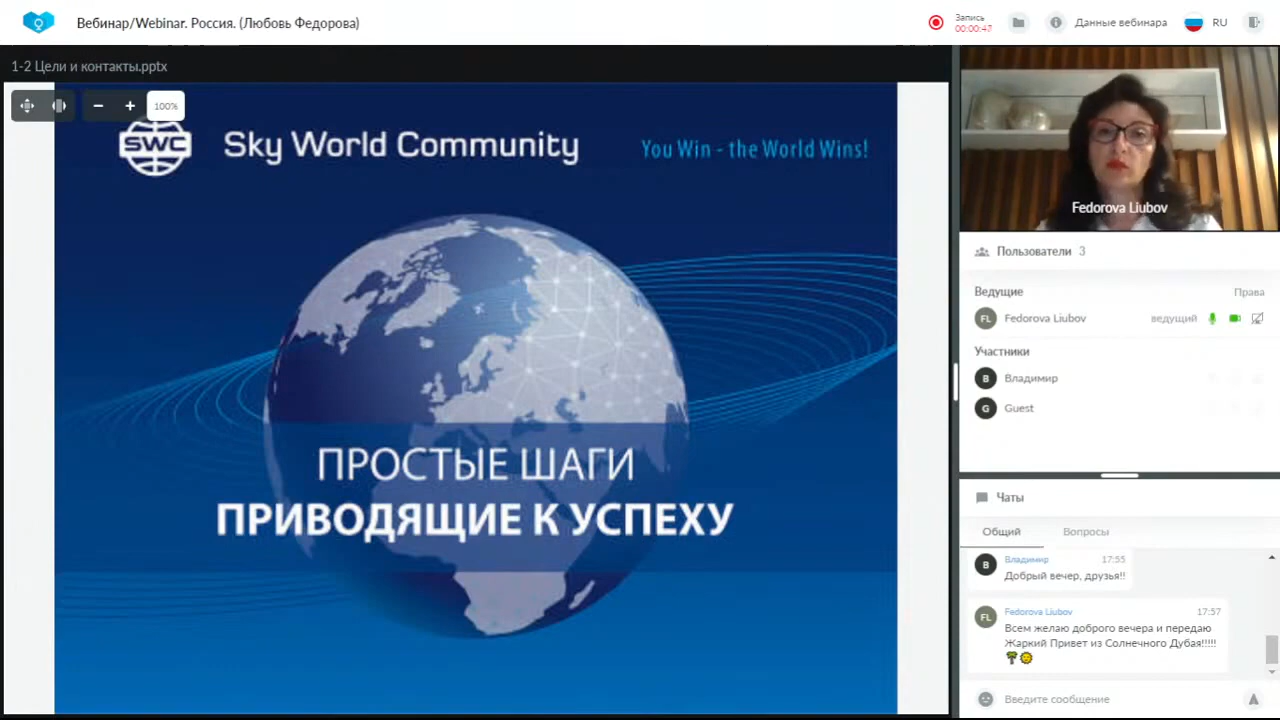 Вебинар/Webinar. Россия. (Любовь Федорова)
Запись
00:00:47
Данные вебинара
RU
1-2 Цели и контакты.pptx
100%
SWC
Sky World Community
You Win - the World Wins!
ПРОСТЫЕ ШАГИ
ПРИВОДЯЩИЕ К УСПЕХУ
Fedorova Liubov
Пользователи 3
Ведущие
Права
FL
Fedorova Liubov
ведущий
Участники
В
Владимир
G
Guest
Чаты
Общий
Вопросы
В
Владимир
17:55
Добрый вечер, друзья!!
FL
Fedorova Liubov
17:57
Всем желаю доброго вечера и передаю
Жаркий Привет из Солнечного Дубая!!!!!
Введите сообщение